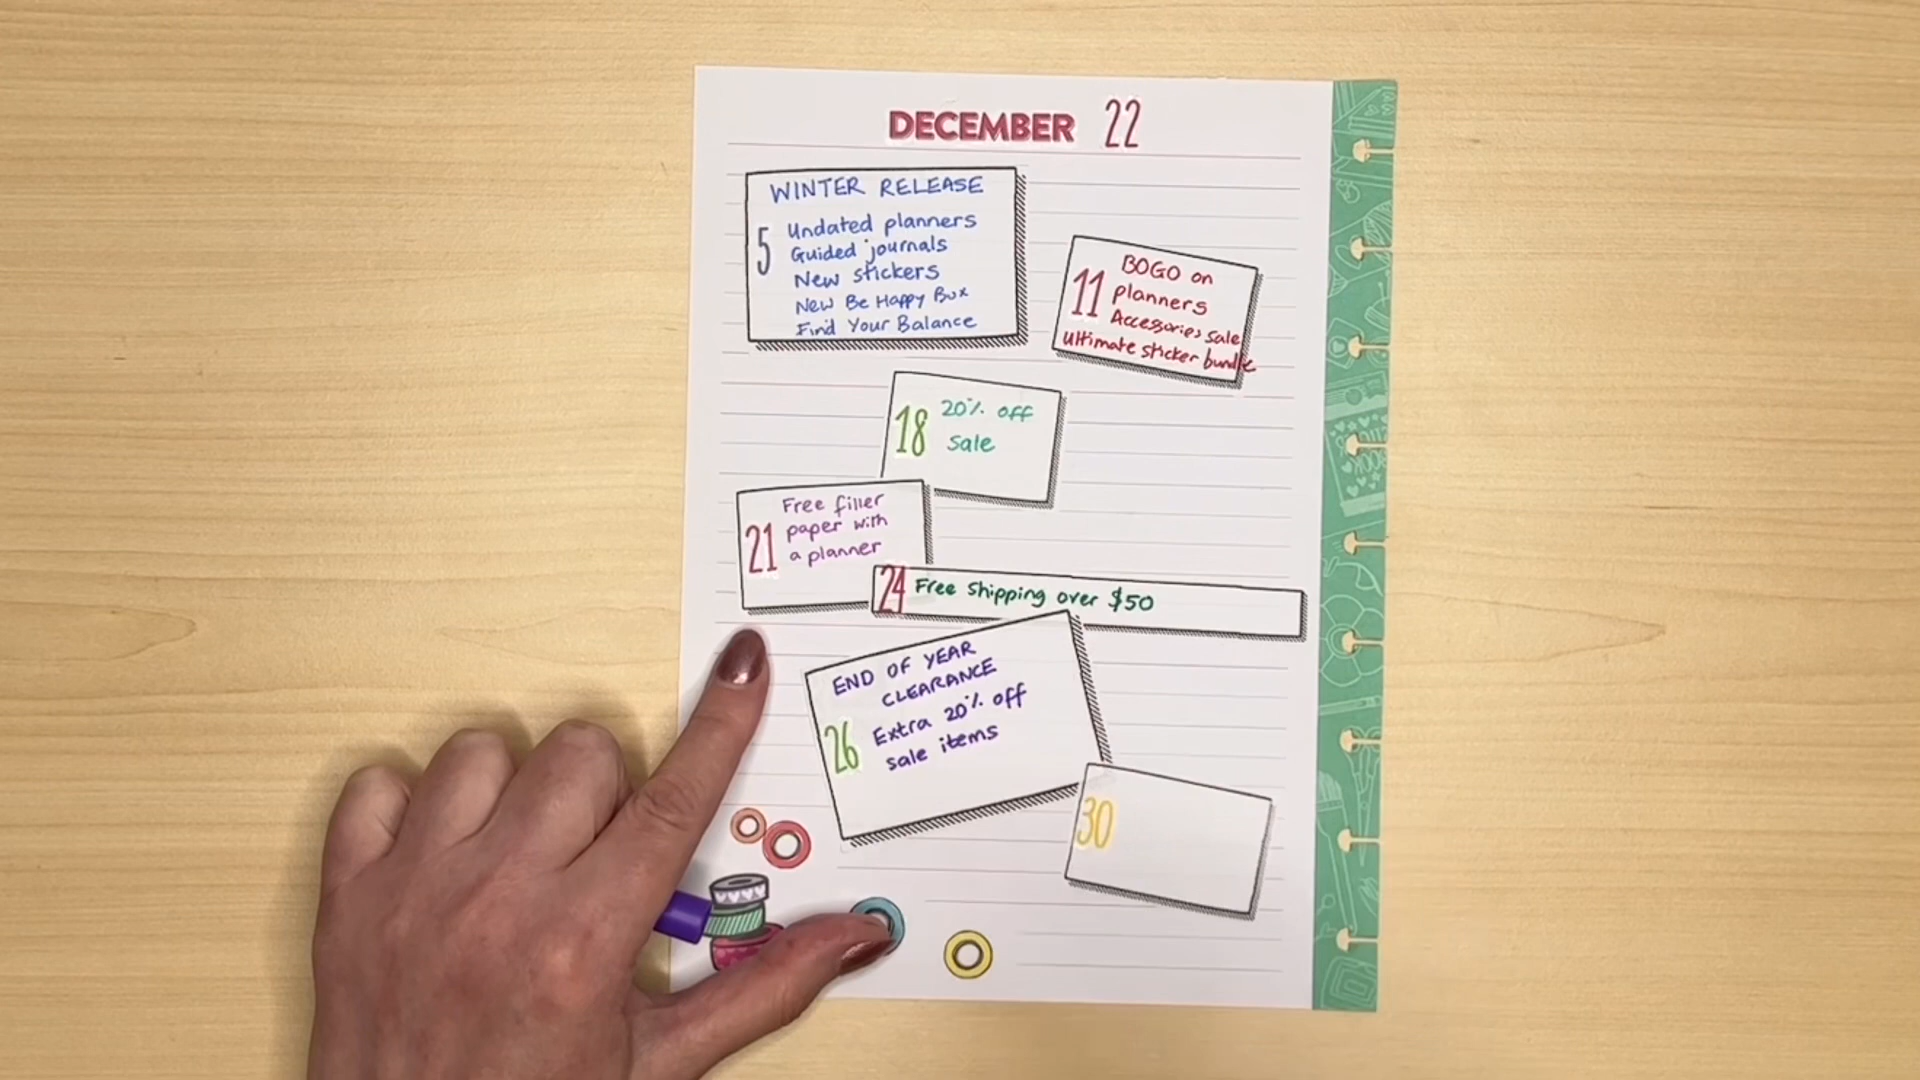 DECEMBER 22
WINTER RELEASE
5
Undated planners
Guided journals
New stickers
New Be Happy Box
Find Your Balance
11
BOGO on
planners
Accessories sale
ultimate sticker bundle
18
20% off
sale
21
Free filler
paper with
a planner
24 Free Shipping over $50
END OF YEAR
CLEARANCE
26
Extra 20% off
sale items
30